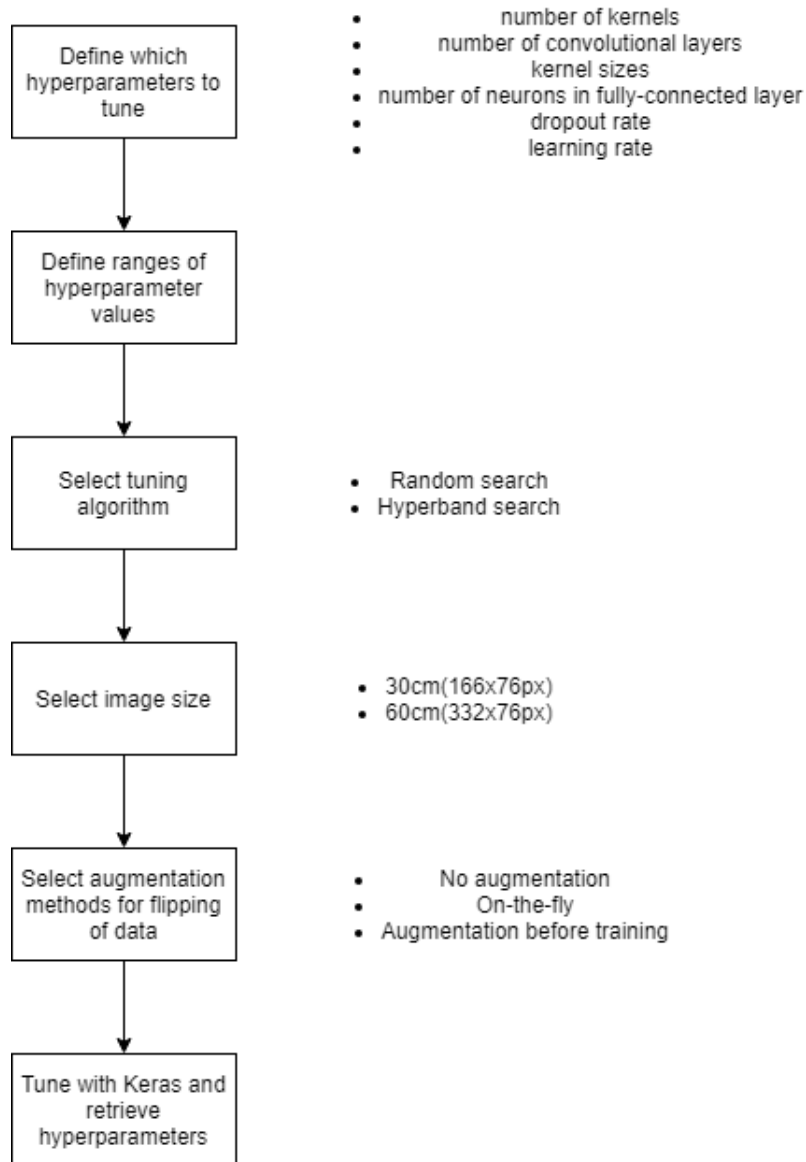 Define which
hyperparameters to
tune
• number of kernels
• number of convolutional layers
• kernel sizes
• number of neurons in fully-connected layer
• dropout rate
• learning rate
Define ranges of
hyperparameter
values
Select tuning
algorithm
• Random search
• Hyperband search
Select image size
• 30cm(166x76px)
• 60cm(332x76px)
Select augmentation
methods for flipping
of data
• No augmentation
• On-the-fly
• Augmentation before training
Tune with Keras and
retrieve
hyperparameters